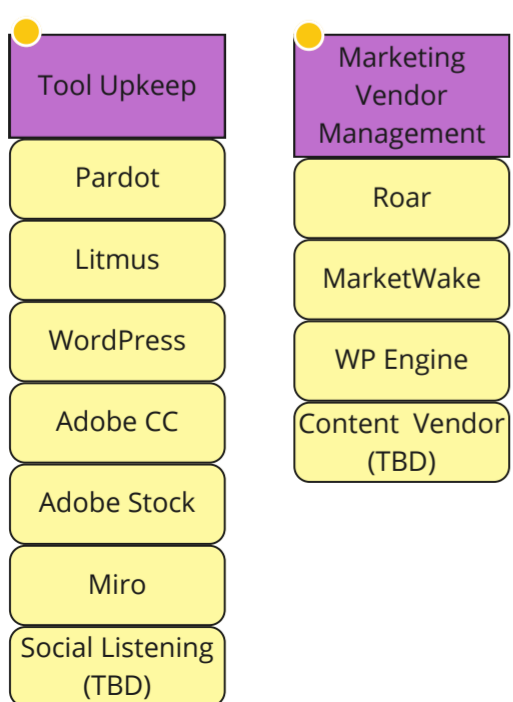 Tool Upkeep
Pardot
Litmus
WordPress
Adobe CC
Adobe Stock
Miro
Social Listening
(TBD)
Marketing
Vendor
Management
Roar
MarketWake
WP Engine
Content Vendor
(TBD)